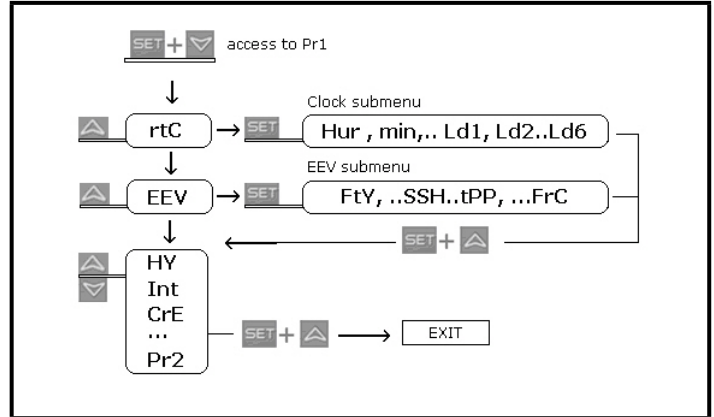 SET + access to Pr1
Clock submenu
rtC SET Hur , min,.. Ld1, Ld2..Ld6
EEV submenu
EEV SET FtY, ..SSH..tPP, ...FrC
SET +
HY
Int
CrE
...
Pr2
SET + EXIT